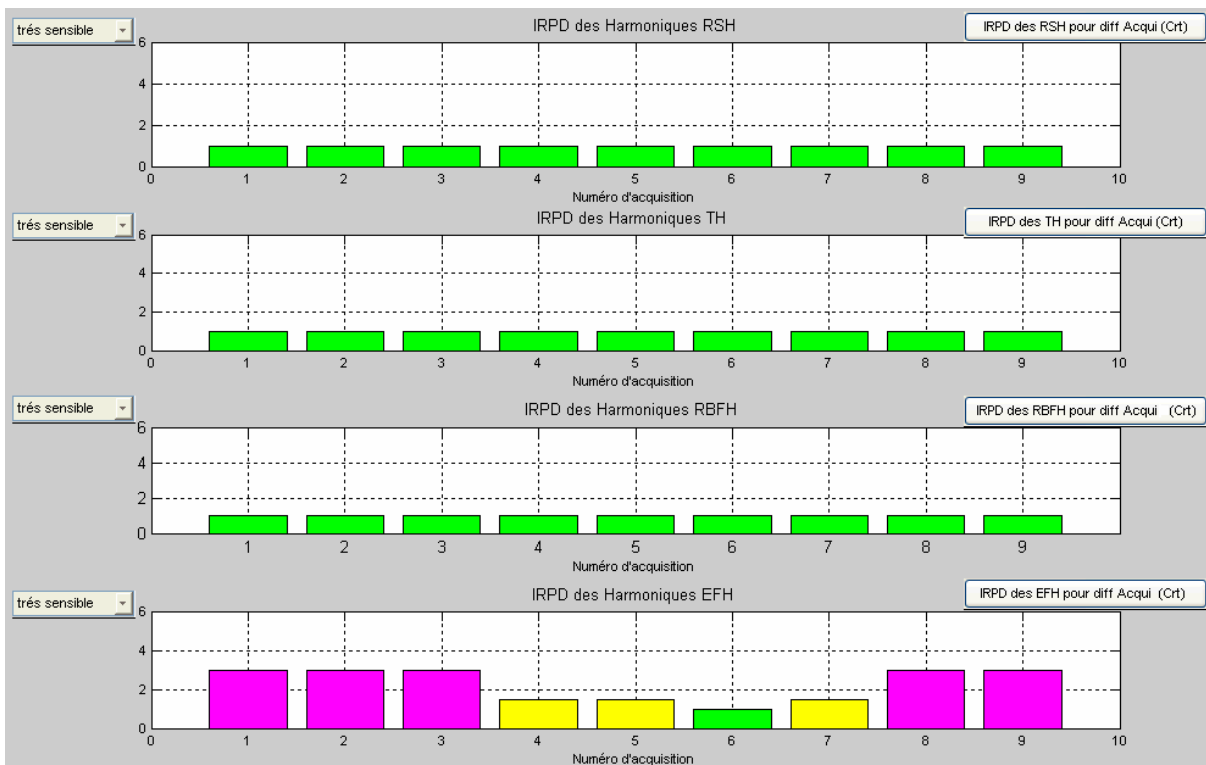 trés sensible
IRPD des Harmoniques RSH
IRPD des RSH pour diff Acqui (Crt)
6
4
2
0
0 1 2 3 4 5 6 7 8 9 10
Numéro d'acquisition
trés sensible
IRPD des Harmoniques TH
IRPD des TH pour diff Acqui (Crt)
6
4
2
0
0 1 2 3 4 5 6 7 8 9 10
Numéro d'acquisition
trés sensible
IRPD des Harmoniques RBFH
IRPD des RBFH pour diff Acqui (Crt)
6
4
2
0
1 2 3 4 5 6 7 8 9
Numéro d'acquisition
trés sensible
IRPD des Harmoniques EFH
IRPD des EFH pour diff Acqui (Crt)
6
4
2
0
0 1 2 3 4 5 6 7 8 9 10
Numéro d'acquisition